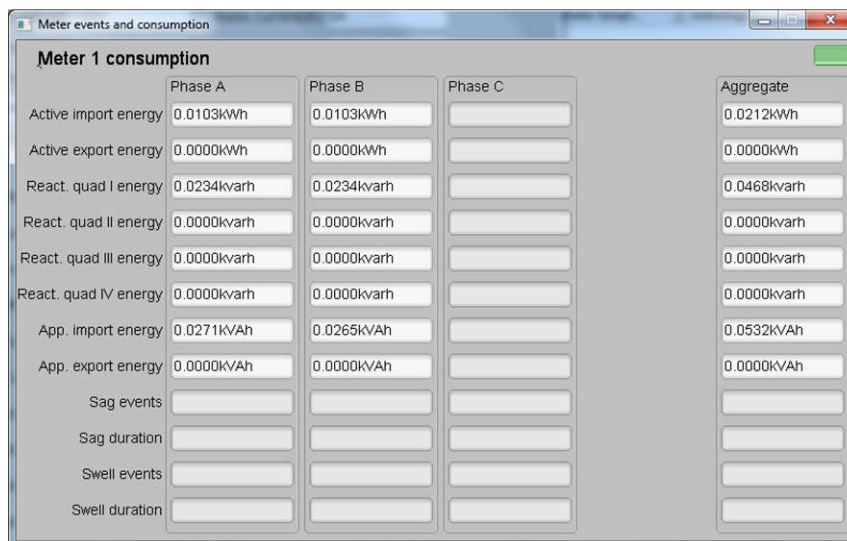 Meter events and consumption
Meter 1 consumption
Phase A Phase B Phase C Aggregate
Active import energy 0.0103kWh 0.0103kWh 0.0212kWh
Active export energy 0.0000kWh 0.0000kWh 0.0000kWh
React. quad I energy 0.0234kvarh 0.0234kvarh 0.0468kvarh
React. quad II energy 0.0000kvarh 0.0000kvarh 0.0000kvarh
React. quad III energy 0.0000kvarh 0.0000kvarh 0.0000kvarh
React. quad IV energy 0.0000kvarh 0.0000kvarh 0.0000kvarh
App. import energy 0.0271kVAh 0.0265kVAh 0.0532kVAh
App. export energy 0.0000kVAh 0.0000kVAh 0.0000kVAh
Sag events
Sag duration
Swell events
Swell duration